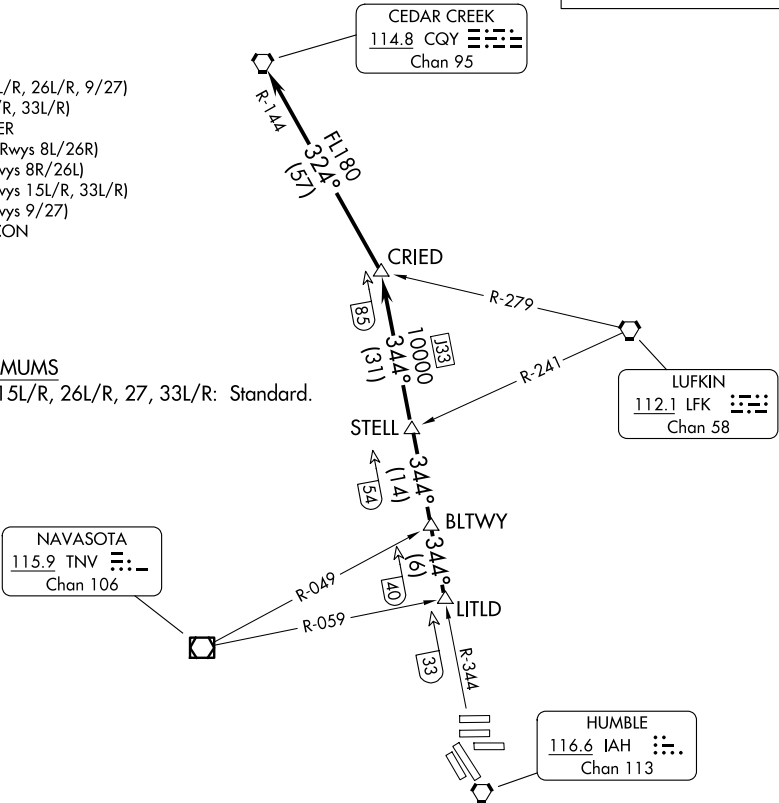 CEDAR CREEK
114.8 CQY
Chan 95
L/R, 26L/R, 9/27)
/R, 33L/R)
ER
Rwys 8L/26R)
wys 8R/26L)
wys 15L/R, 33L/R)
wys 9/27)
CON
R-144
FL180
324°
(57)
CRIED
R-279
85
J33
10000
344°
(31)
R-241
MUMS
15L/R, 26L/R, 27, 33L/R: Standard.
LUFKIN
112.1 LFK
Chan 58
STELL
344°
(14)
54
BLTWY
NAVASOTA
115.9 TNV
Chan 106
R-049
344°
(6)
40
R-059
LITLD
33
R-344
HUMBLE
116.6 IAH
Chan 113